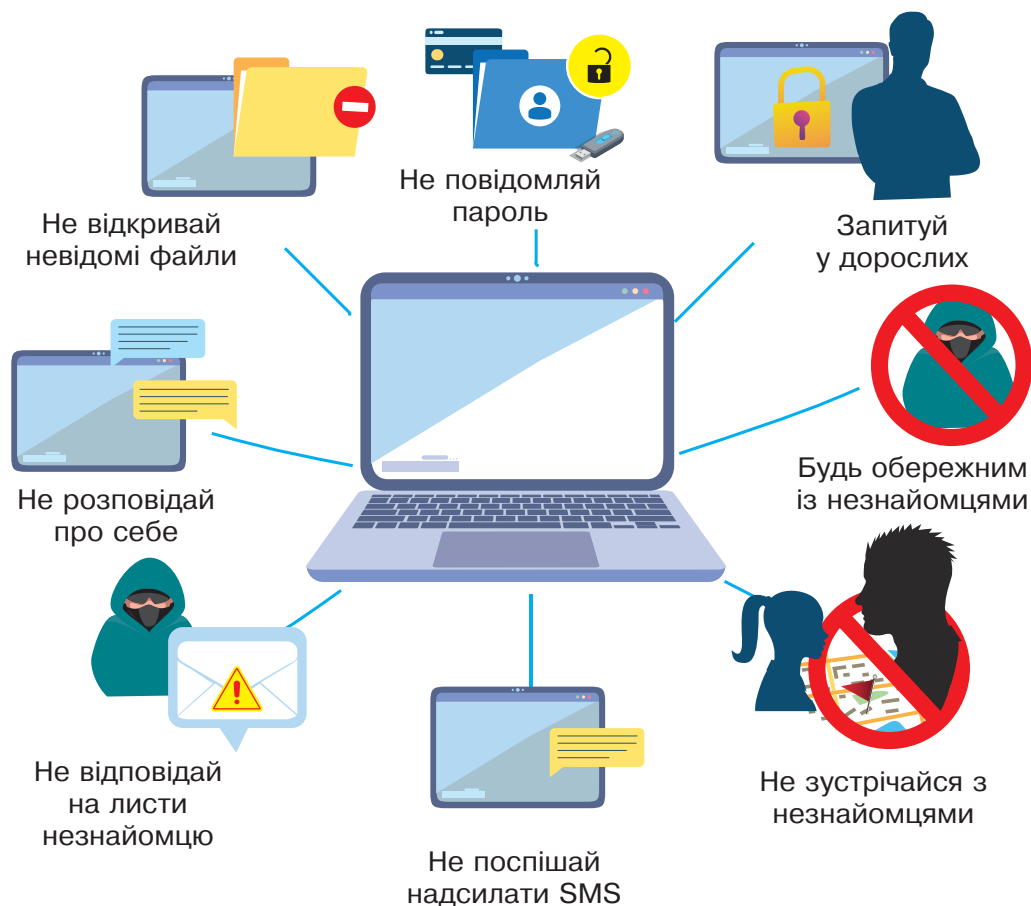 Не відкривай
невідомі файли
Не повідомляй
пароль
Запитуй
у дорослих
Не розповідай
про себе
Будь обережним
із незнайомцями
Не відповідай
на листи
незнайомцю
Не поспішай
надсилати SMS
Не зустрічайся з
незнайомцями